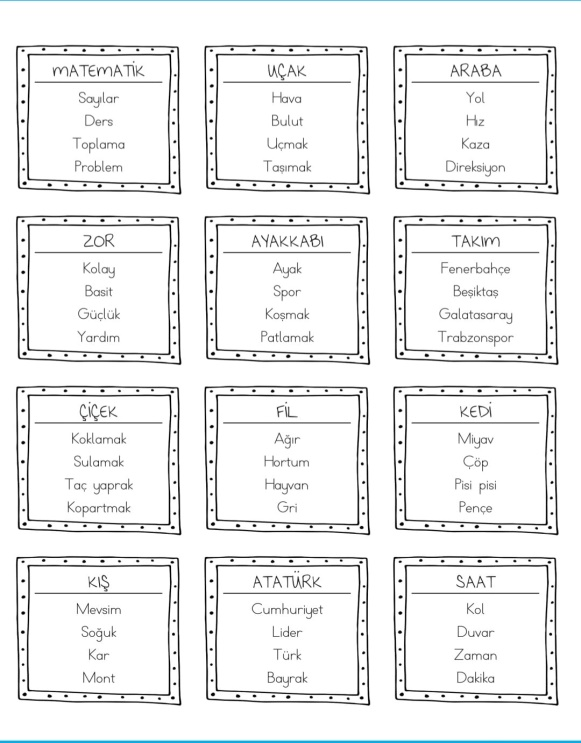 MATEMATİK
Sayılar
Ders
Toplama
Problem
UÇAK
Hava
Bulut
Uçmak
Taşımak
ARABA
Yol
Hız
Kaza
Direksiyon
ZOR
Kolay
Basit
Güçlük
Yardım
AYAKKABI
Ayak
Spor
Koşmak
Patlamak
TAKIM
Fenerbahçe
Beşiktaş
Galatasaray
Trabzonspor
ÇİÇEK
Koklamak
Sulamak
Taç yaprak
Kopartmak
FİL
Ağır
Hortum
Hayvan
Gri
KEDİ
Miyav
Çöp
Pisi pisi
Pençe
KIŞ
Mevsim
Soğuk
Kar
Mont
ATATÜRK
Cumhuriyet
Lider
Türk
Bayrak
SAAT
Kol
Duvar
Zaman
Dakika